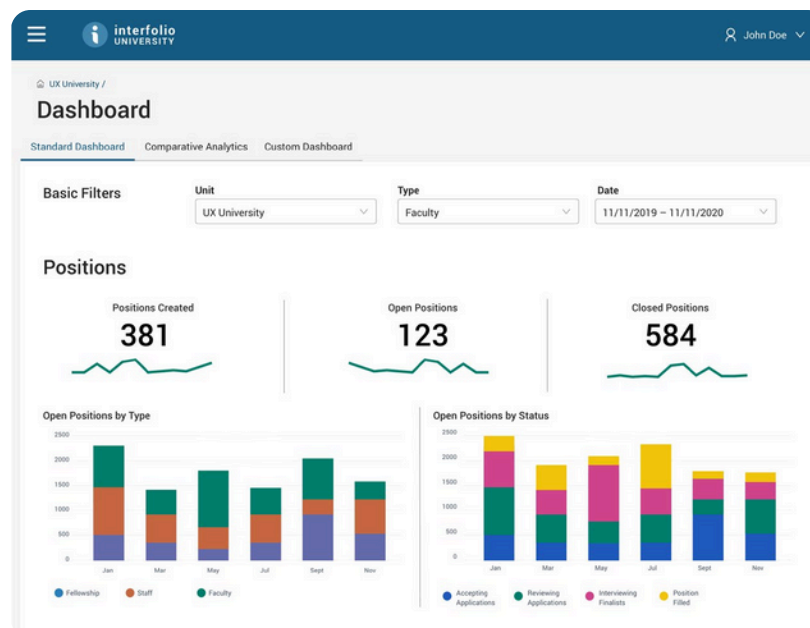 interfolio
UNIVERSITY
John Doe
UX University /
Dashboard
Standard Dashboard Comparative Analytics Custom Dashboard
Basic Filters
Unit
UX University
Type
Faculty
Date
11/11/2019 – 11/11/2020
Positions
Positions Created
381
Open Positions
123
Closed Positions
584
Open Positions by Type
2500
2000
1500
1000
500
0
Jan Mar May Jul Sept Nov
Fellowship Staff Faculty
Open Positions by Status
2500
2000
1500
1000
500
0
Jan Mar May Jul Sept Nov
Accepting
Applications
Reviewing
Applications
Interviewing
Finalists
Position
Filled